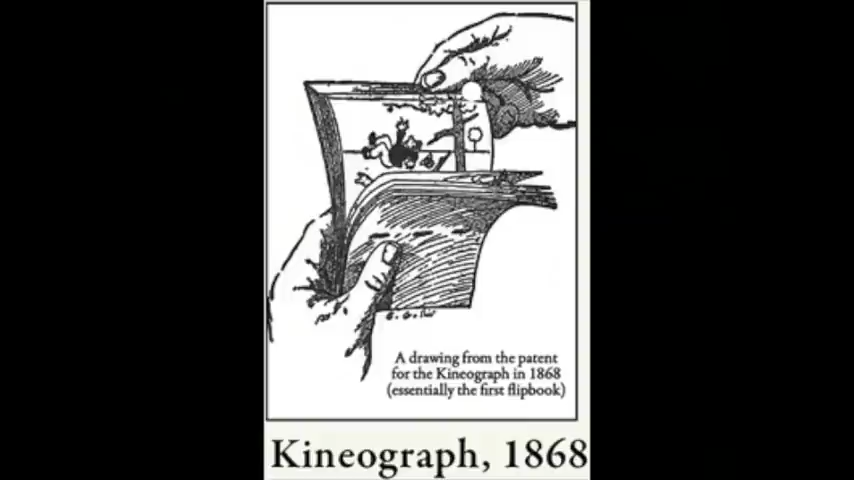 A drawing from the patent
for the Kineograph in 1868
(essentially the first flipbook)
Kineograph, 1868